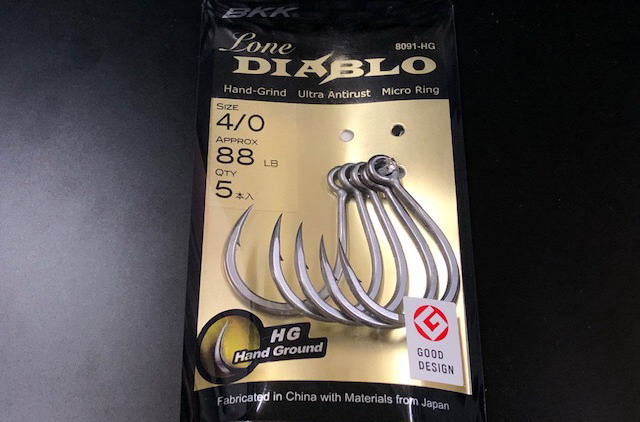 BKK
Lone
8091-HG
DIABLO
Hand-Grind Ultra Antirust Micro Ring
SIZE
4/0
APPROX
88 LB
QTY
5本入
HG
Hand Ground
G
GOOD
DESIGN
Fabricated in China with Materials from Japan